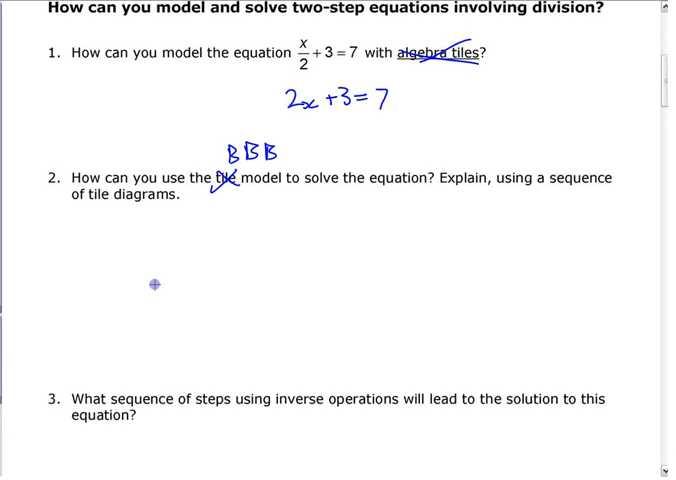 How can you model and solve two-step equations involving division?
1. How can you model the equation x/2 + 3 = 7 with algebra tiles?
2x + 3 = 7
BBB
2. How can you use the tile model to solve the equation? Explain, using a sequence
of tile diagrams.
3. What sequence of steps using inverse operations will lead to the solution to this
equation?